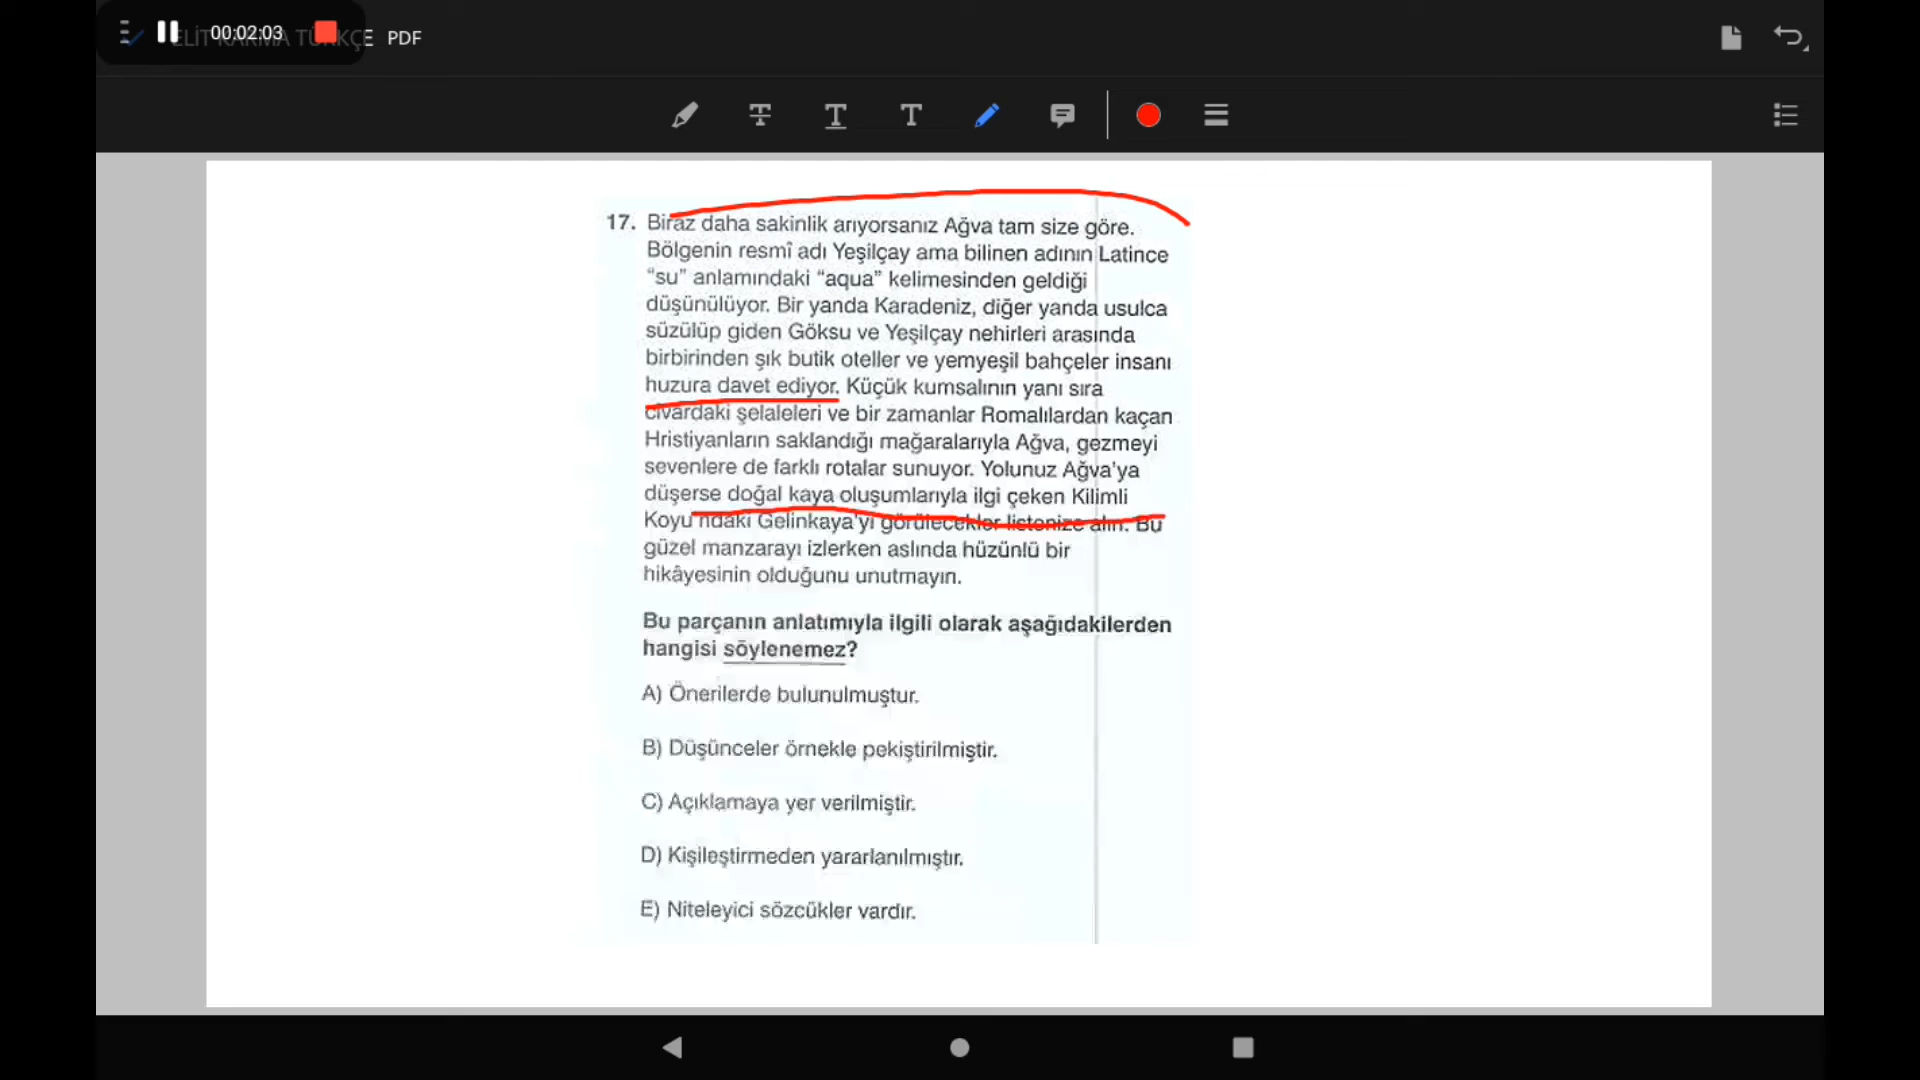 00:02:03
ELİT KARMA TÜRKÇE PDF
17. Biraz daha sakinlik arıyorsanız Ağva tam size göre.
Bölgenin resmî adı Yeşilçay ama bilinen adının Latince
“su” anlamındaki “aqua” kelimesinden geldiği
düşünülüyor. Bir yanda Karadeniz, diğer yanda usulca
süzülüp giden Göksu ve Yeşilçay nehirleri arasında
birbirinden şık butik oteller ve yemyeşil bahçeler insanı
huzura davet ediyor. Küçük kumsalının yanı sıra
civardaki şelaleleri ve bir zamanlar Romalılardan kaçan
Hristiyanların saklandığı mağaralarıyla Ağva, gezmeyi
sevenlere de farklı rotalar sunuyor. Yolunuz Ağva’ya
düşerse doğal kaya oluşumlarıyla ilgi çeken Kilimli
Koyu’ndaki Gelinkaya’yı görülecekler listenize alın. Bu
güzel manzarayı izlerken aslında hüzünlü bir
hikâyesinin olduğunu unutmayın.
Bu parçanın anlatımıyla ilgili olarak aşağıdakilerden
hangisi söylenemez?
A) Önerilerde bulunulmuştur.
B) Düşünceler örnekle pekiştirilmiştir.
C) Açıklamaya yer verilmiştir.
D) Kişileştirmeden yararlanılmıştır.
E) Niteleyici sözcükler vardır.